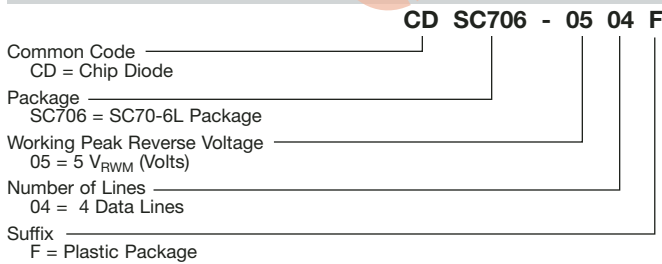 CD SC706 - 05 04 F
Common Code
CD = Chip Diode
Package
SC706 = SC70-6L Package
Working Peak Reverse Voltage
05 = 5 VRWM (Volts)
Number of Lines
04 = 4 Data Lines
Suffix
F = Plastic Package